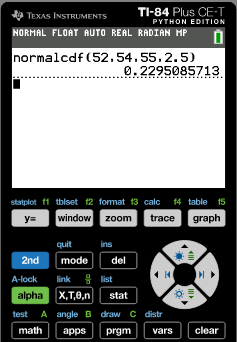 TEXAS INSTRUMENTS TI-84 Plus CE-T
PYTHON EDITION
NORMAL FLOAT AUTO REAL RADIAN MP
normalcdf(52,54,55,2.5)
0.2295085713
statplot f1 tblset f2 format f3 calc f4 table f5
y= window zoom trace graph
quit ins
2nd mode del
A-lock link list
alpha X,T,θ,n stat
test A angle B draw C distr
math apps prgm vars clear